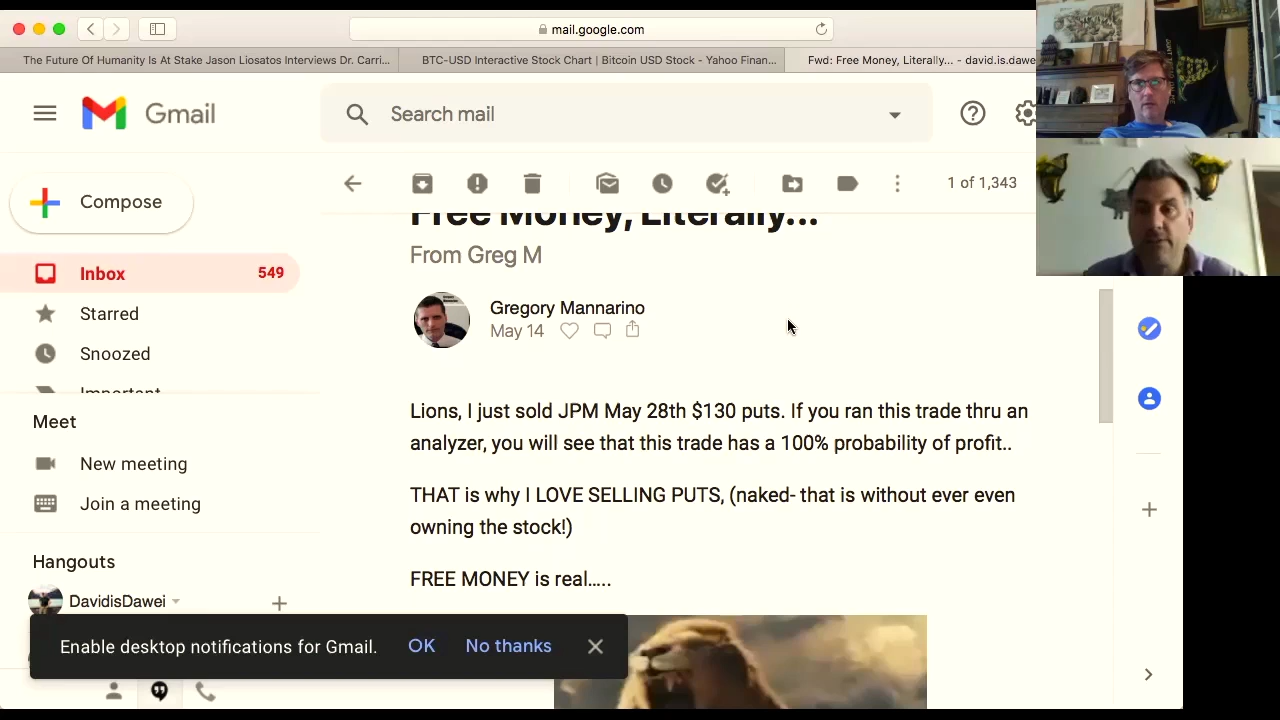 mail.google.com
The Future Of Humanity Is At Stake Jason Liosatos Interviews Dr. Carri...
BTC-USD Interactive Stock Chart | Bitcoin USD Stock - Yahoo Finan...
Fwd: Free Money, Literally... - david.is.dawe
Gmail
Search mail
Compose
1 of 1,343
Free Money, Literally...
From Greg M
Inbox 549
Starred
Snoozed
Important
Gregory Mannarino
May 14
Meet
New meeting
Join a meeting
Hangouts
DavidisDawei
Lions, I just sold JPM May 28th $130 puts. If you ran this trade thru an
analyzer, you will see that this trade has a 100% probability of profit..
THAT is why I LOVE SELLING PUTS, (naked- that is without ever even
owning the stock!)
FREE MONEY is real.....
Enable desktop notifications for Gmail. OK No thanks